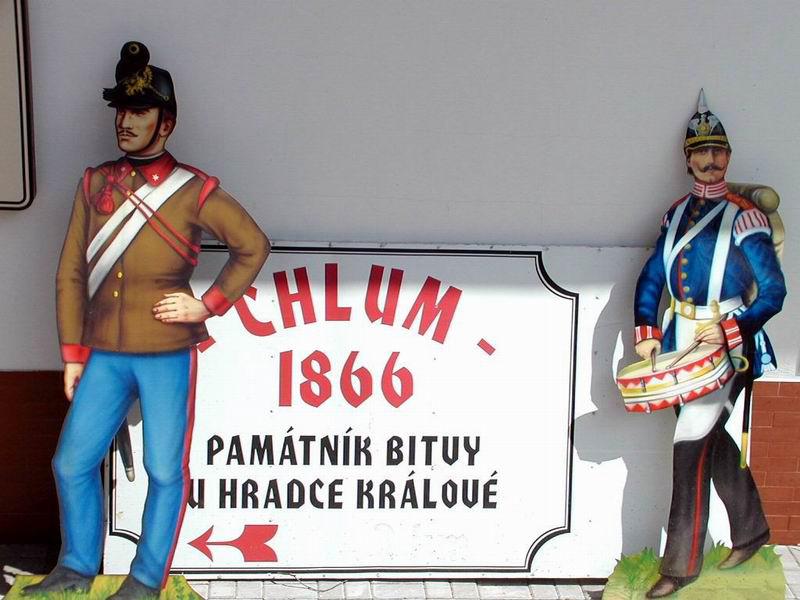 - CHLUM -
1866
PAMÁTNÍK BITVY
U HRADCE KRÁLOVÉ